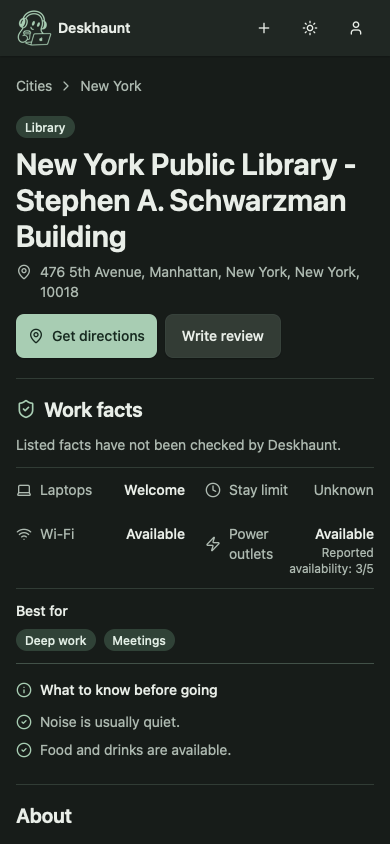 Deskhaunt
Cities > New York
Library
New York Public Library -
Stephen A. Schwarzman
Building
476 5th Avenue, Manhattan, New York, New York,
10018
Get directions
Write review
Work facts
Listed facts have not been checked by Deskhaunt.
Laptops Welcome
Stay limit Unknown
Wi-Fi Available
Power
outlets
Available
Reported
availability: 3/5
Best for
Deep work
Meetings
What to know before going
Noise is usually quiet.
Food and drinks are available.
About